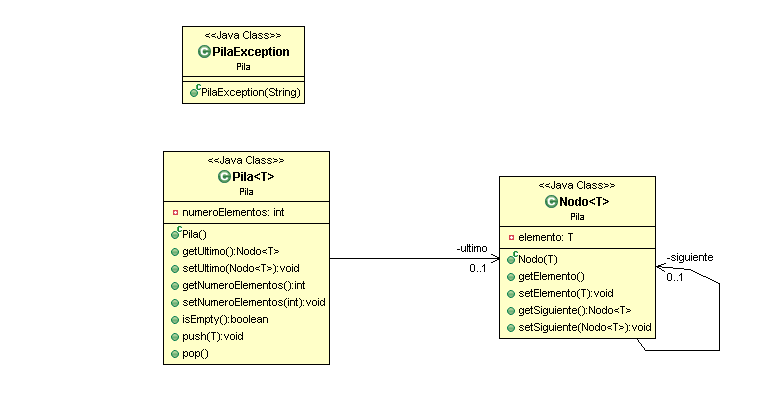 <<Java Class>>
C PilaException
Pila
C PilaException(String)
<<Java Class>>
C Pila<T>
Pila
numeroElementos: int
C Pila()
getUltimo():Nodo<T>
setUltimo(Nodo<T>):void
getNumeroElementos():int
setNumeroElementos(int):void
isEmpty():boolean
push(T):void
pop()
-ultimo
0..1
<<Java Class>>
C Nodo<T>
Pila
elemento: T
C Nodo(T)
getElemento()
setElemento(T):void
getSiguiente():Nodo<T>
setSiguiente(Nodo<T>):void
-siguiente
0..1